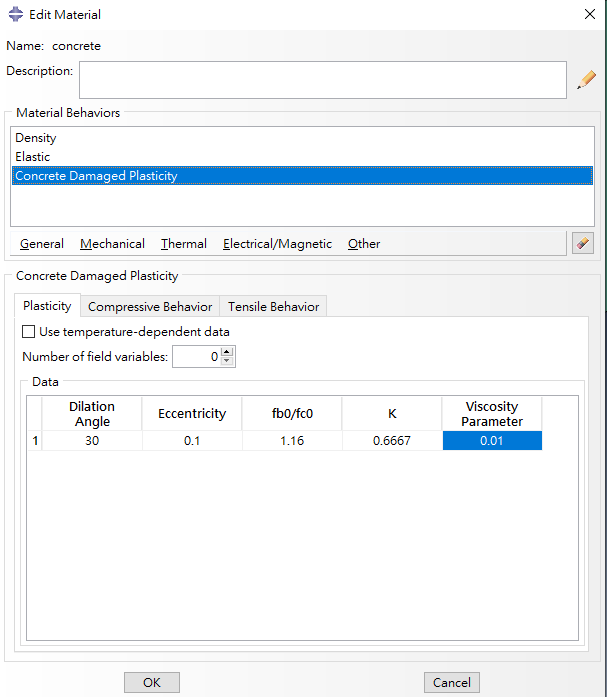 Edit Material
Name: concrete
Description:
Material Behaviors
Density
Elastic
Concrete Damaged Plasticity
General Mechanical Thermal Electrical/Magnetic Other
Concrete Damaged Plasticity
Plasticity Compressive Behavior Tensile Behavior
Use temperature-dependent data
Number of field variables: 0
Data
Dilation Angle Eccentricity fb0/fc0 K Viscosity Parameter
1 30 0.1 1.16 0.6667 0.01
OK Cancel